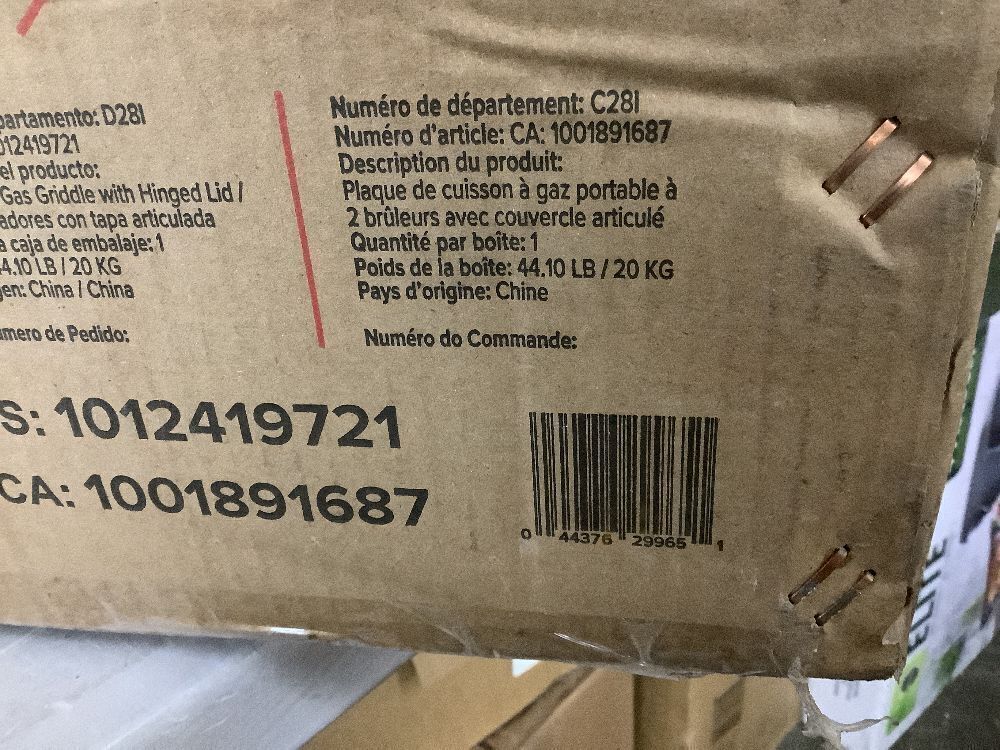 partamento: D28I
012419721
el producto:
Gas Griddle with Hinged Lid /
adores con tapa articulada
a caja de embalaje: 1
4.10 LB / 20 KG
gen: China / China
úmero de Pedido:
Numéro de département: C28I
Numéro d'article: CA: 1001891687
Description du produit:
Plaque de cuisson à gaz portable à
2 brûleurs avec couvercle articulé
Quantité par boîte: 1
Poids de la boîte: 44.10 LB / 20 KG
Pays d'origine: Chine
Numéro do Commande:
S: 1012419721
CA: 1001891687
0 44376 29965 1
ELITE